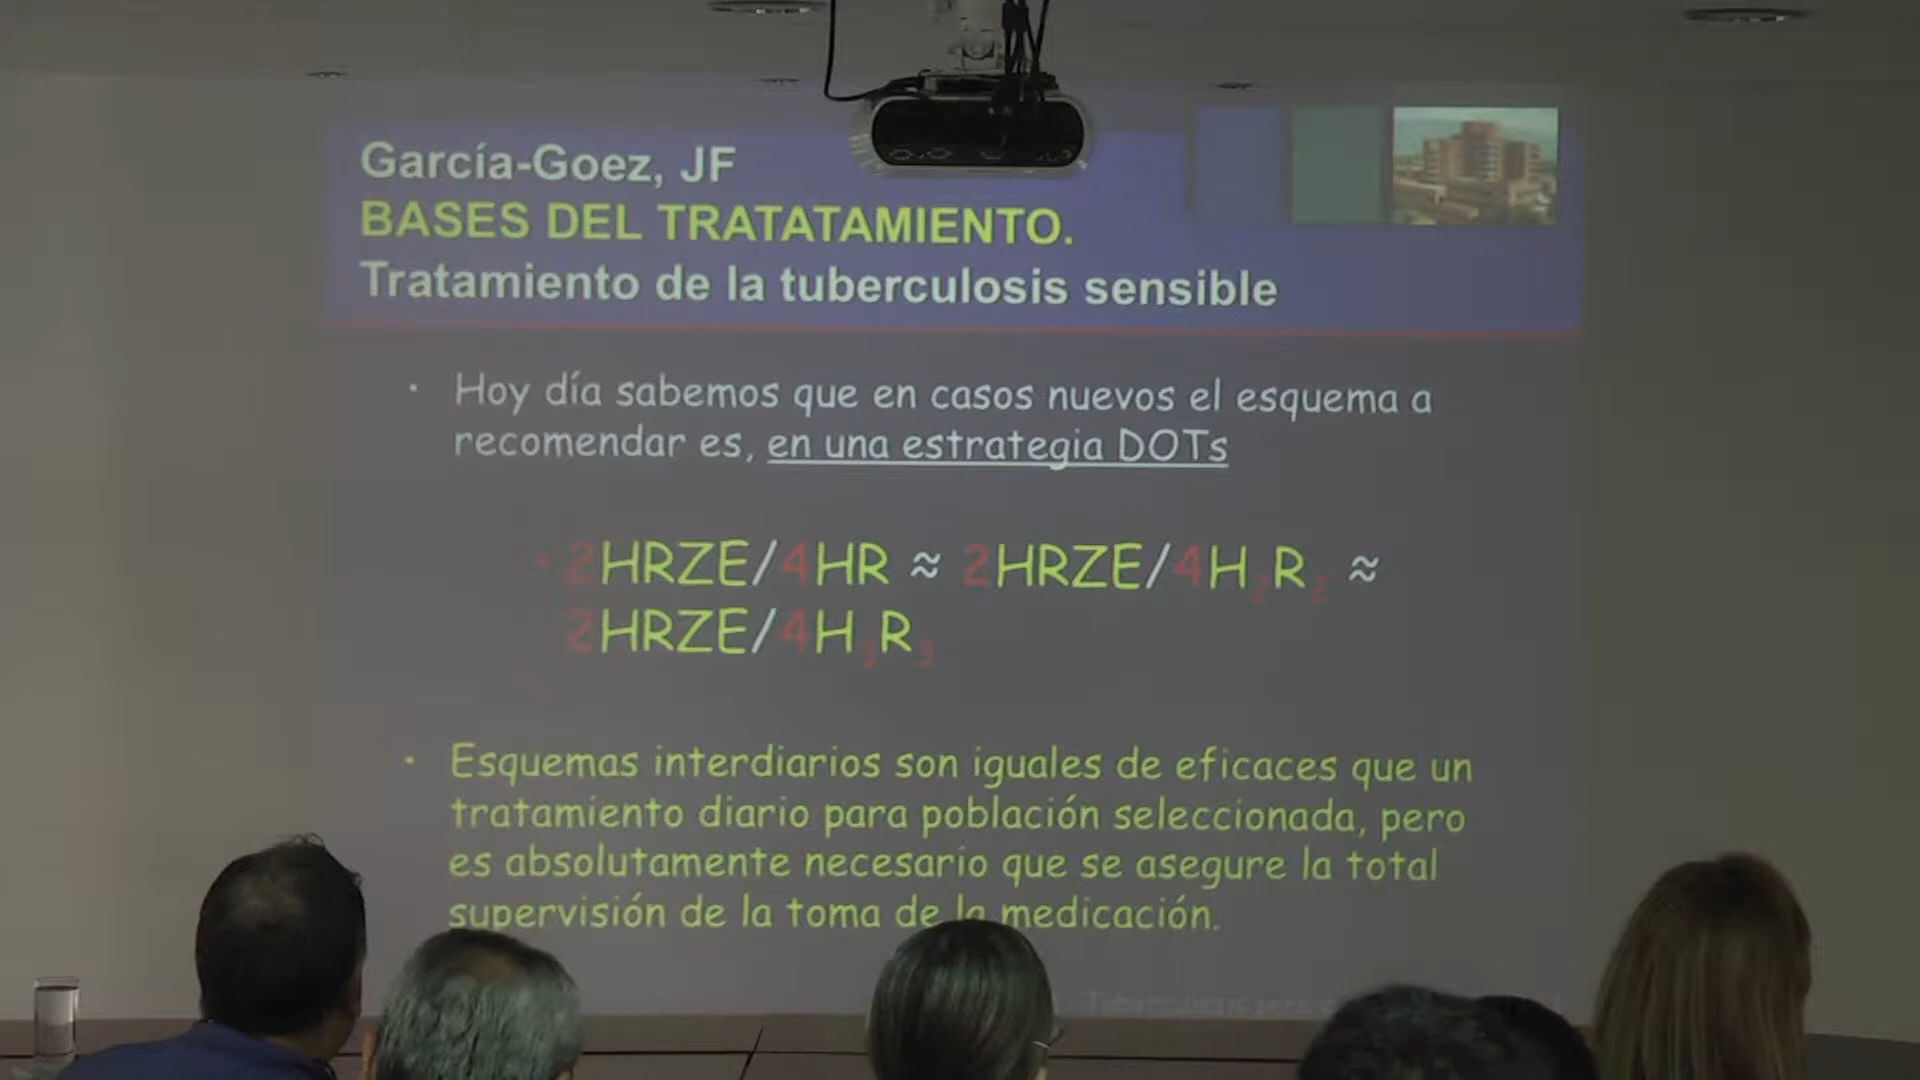 García-Goez, JF
BASES DEL TRATATAMIENTO.
Tratamiento de la tuberculosis sensible
• Hoy día sabemos que en casos nuevos el esquema a
recomendar es, en una estrategia DOTs
• 2HRZE/4HR ≈ 2HRZE/4H₂R₂ ≈
2HRZE/4H₃R₃
• Esquemas interdiarios son iguales de eficaces que un
tratamiento diario para población seleccionada, pero
es absolutamente necesario que se asegure la total
supervisión de la toma de la medicación.